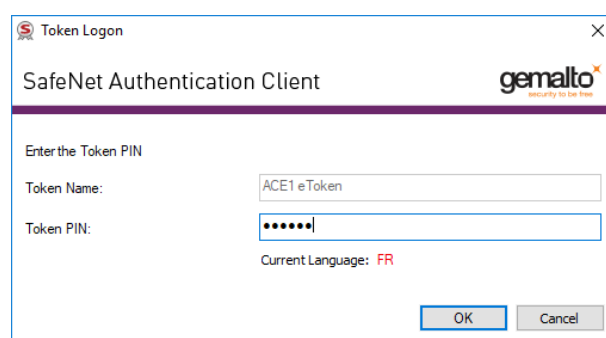 Token Logon
SafeNet Authentication Client
gemalto
security to be free
Enter the Token PIN
Token Name: ACE1 eToken
Token PIN: ••••••
Current Language: FR
OK Cancel